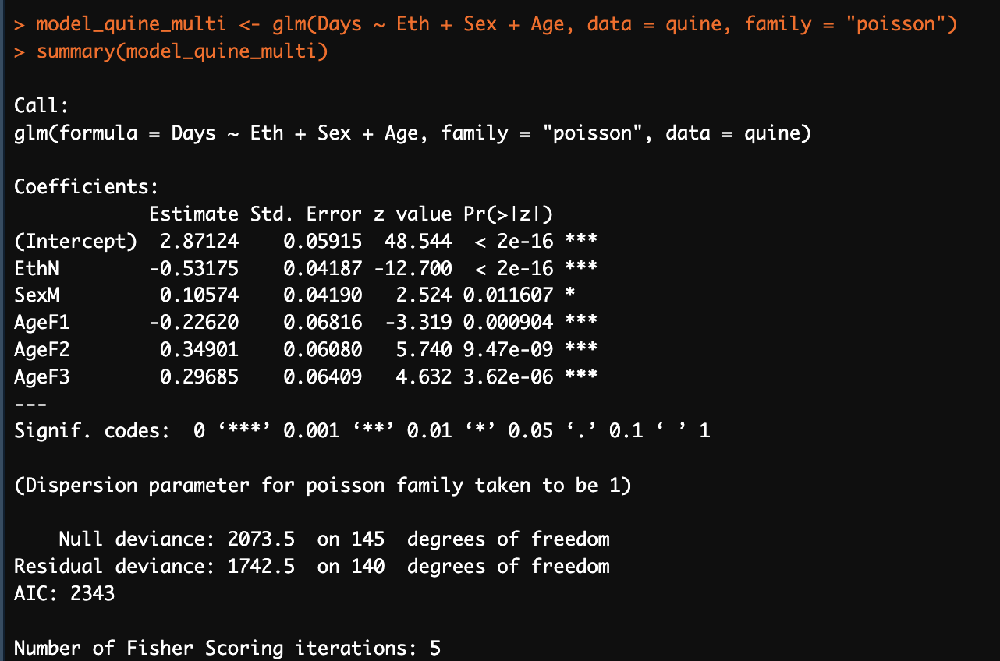 > model_quine_multi <- glm(Days ~ Eth + Sex + Age, data = quine, family = "poisson")
> summary(model_quine_multi)

Call:
glm(formula = Days ~ Eth + Sex + Age, family = "poisson", data = quine)

Coefficients:
            Estimate Std. Error z value Pr(>|z|)
(Intercept)  2.87124    0.05915  48.544  < 2e-16 ***
EthN        -0.53175    0.04187 -12.700  < 2e-16 ***
SexM         0.10574    0.04190   2.524 0.011607 *
AgeF1       -0.22620    0.06816  -3.319 0.000904 ***
AgeF2        0.34901    0.06080   5.740 9.47e-09 ***
AgeF3        0.29685    0.06409   4.632 3.62e-06 ***
---
Signif. codes:  0 ‘***’ 0.001 ‘**’ 0.01 ‘*’ 0.05 ‘.’ 0.1 ‘ ’ 1

(Dispersion parameter for poisson family taken to be 1)

    Null deviance: 2073.5  on 145  degrees of freedom
Residual deviance: 1742.5  on 140  degrees of freedom
AIC: 2343

Number of Fisher Scoring iterations: 5